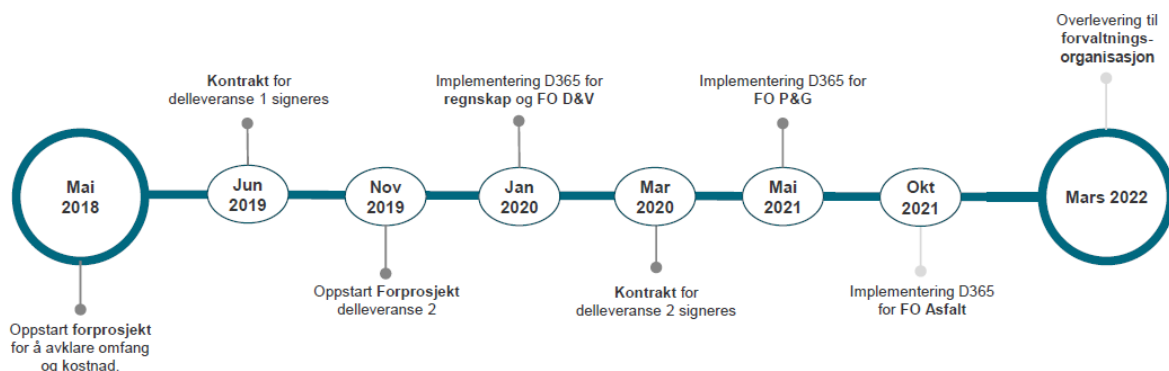 Mai
2018
Oppstart forprosjekt
for å avklare omfang
og kostnad.
Kontrakt for
delleveranse 1 signeres
Jun
2019
Nov
2019
Oppstart Forprosjekt
delleveranse 2
Implementering D365 for
regnskap og FO D&V
Jan
2020
Mar
2020
Kontrakt for
delleveranse 2 signeres
Implementering D365 for
FO P&G
Mai
2021
Okt
2021
Implementering D365
for FO Asfalt
Overlevering til
forvaltnings-
organisasjon
Mars 2022